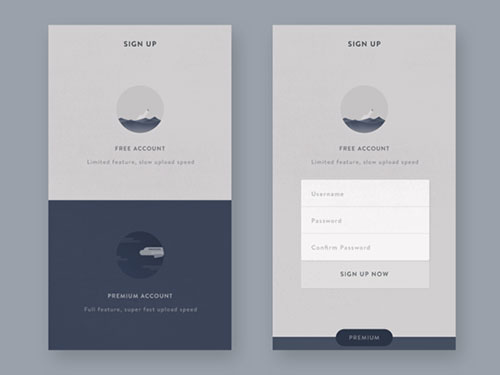 SIGN UP
FREE ACCOUNT
Limited feature, slow upload speed
PREMIUM ACCOUNT
Full feature, super fast upload speed
SIGN UP
FREE ACCOUNT
Limited feature, slow upload speed
Username
Password
Confirm Password
SIGN UP NOW
PREMIUM